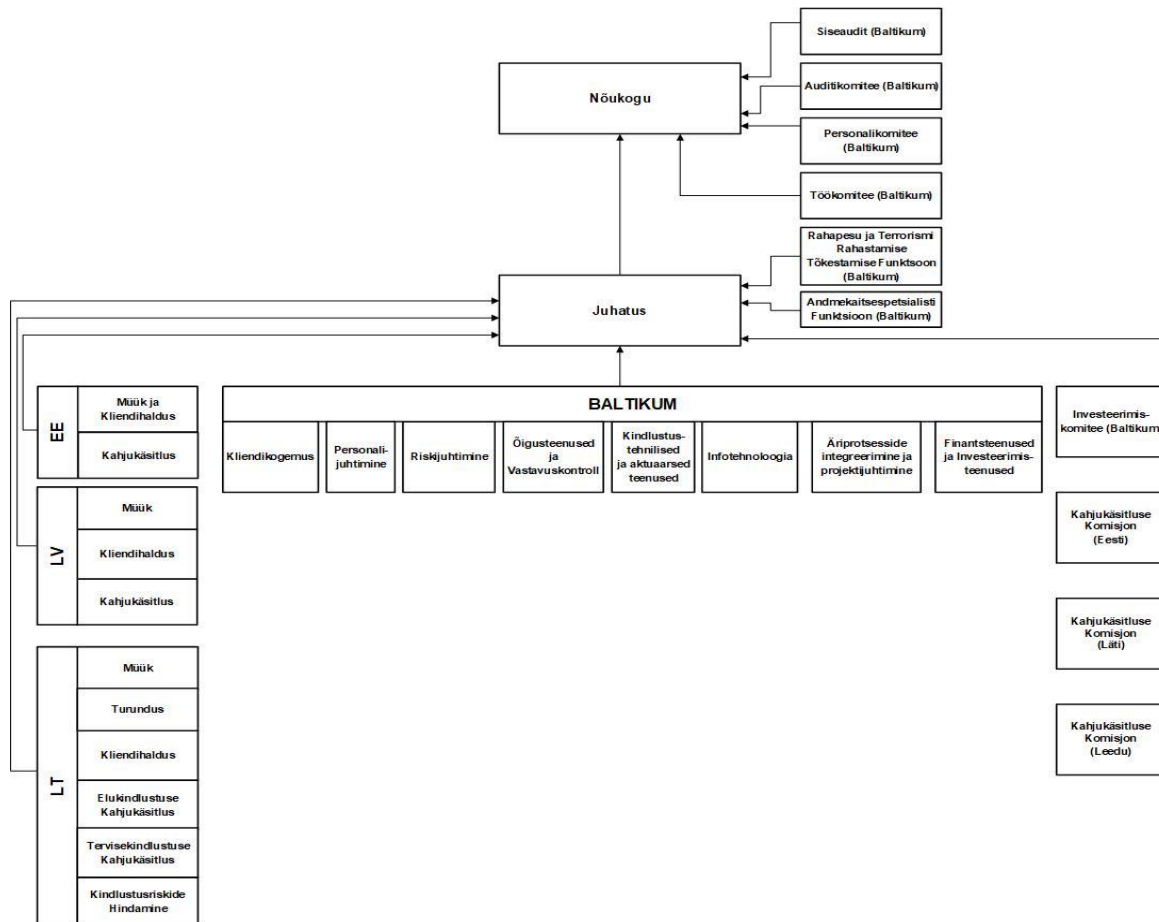 Siseaudit (Baltikum)
Nõukogu
Auditikomitee (Baltikum)
Personalikomitee
(Baltikum)
Töökomitee (Baltikum)
Rahapesu ja Terrorismi
Rahastamise
Tõkestamise Funktsoon
(Baltikum)
Juhatus
Andmekaitsespetsialisti
Funktsioon (Baltikum)
EE
Müük ja
Kliendihaldus
Kahjukäsitlus
LV
Müük
Kliendihaldus
Kahjukäsitlus
LT
Müük
Turundus
Kliendihaldus
Elukindlustuse
Kahjukäsitlus
Tervisekindlustuse
Kahjukäsitlus
Kindlustusriskide
Hindamine
BALTIKUM
Kliendikogemus
Personali-
juhtimine
Riskijuhtimine
Õigusteenused
ja
Vastavuskontroll
Kindlustus-
tehnilised
ja aktuaarsed
teenused
Infotehnoloogia
Äriprotsesside
integreerimine ja
projektijuhtimine
Finantsteenused
ja Investeerimis-
teenused
Investeerimis-
komitee (Baltikum
Kahjukäsitluse
Komisjon
(Eesti)
Kahjukäsitluse
Komisjon
(Läti)
Kahjukäsitluse
Komisjon
(Leedu)